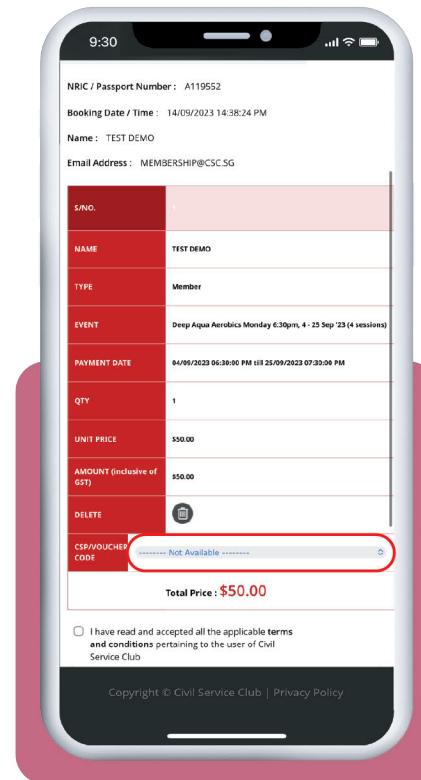 9:30
NRIC / Passport Number : A119552
Booking Date / Time : 14/09/2023 14:38:24 PM
Name : TEST DEMO
Email Address : MEMBERSHIP@CSC.SG
S/NO. 1
NAME TEST DEMO
TYPE Member
EVENT Deep Aqua Aerobics Monday 6:30pm, 4 - 25 Sep '23 (4 sessions)
PAYMENT DATE 04/09/2023 06:30:00 PM till 25/09/2023 07:30:00 PM
QTY 1
UNIT PRICE $50.00
AMOUNT (inclusive of
GST) $50.00
DELETE
CSP/VOUCHER
CODE -------- Not Available --------
Total Price : $50.00
I have read and accepted all the applicable terms
and conditions pertaining to the user of Civil
Service Club
Copyright © Civil Service Club | Privacy Policy